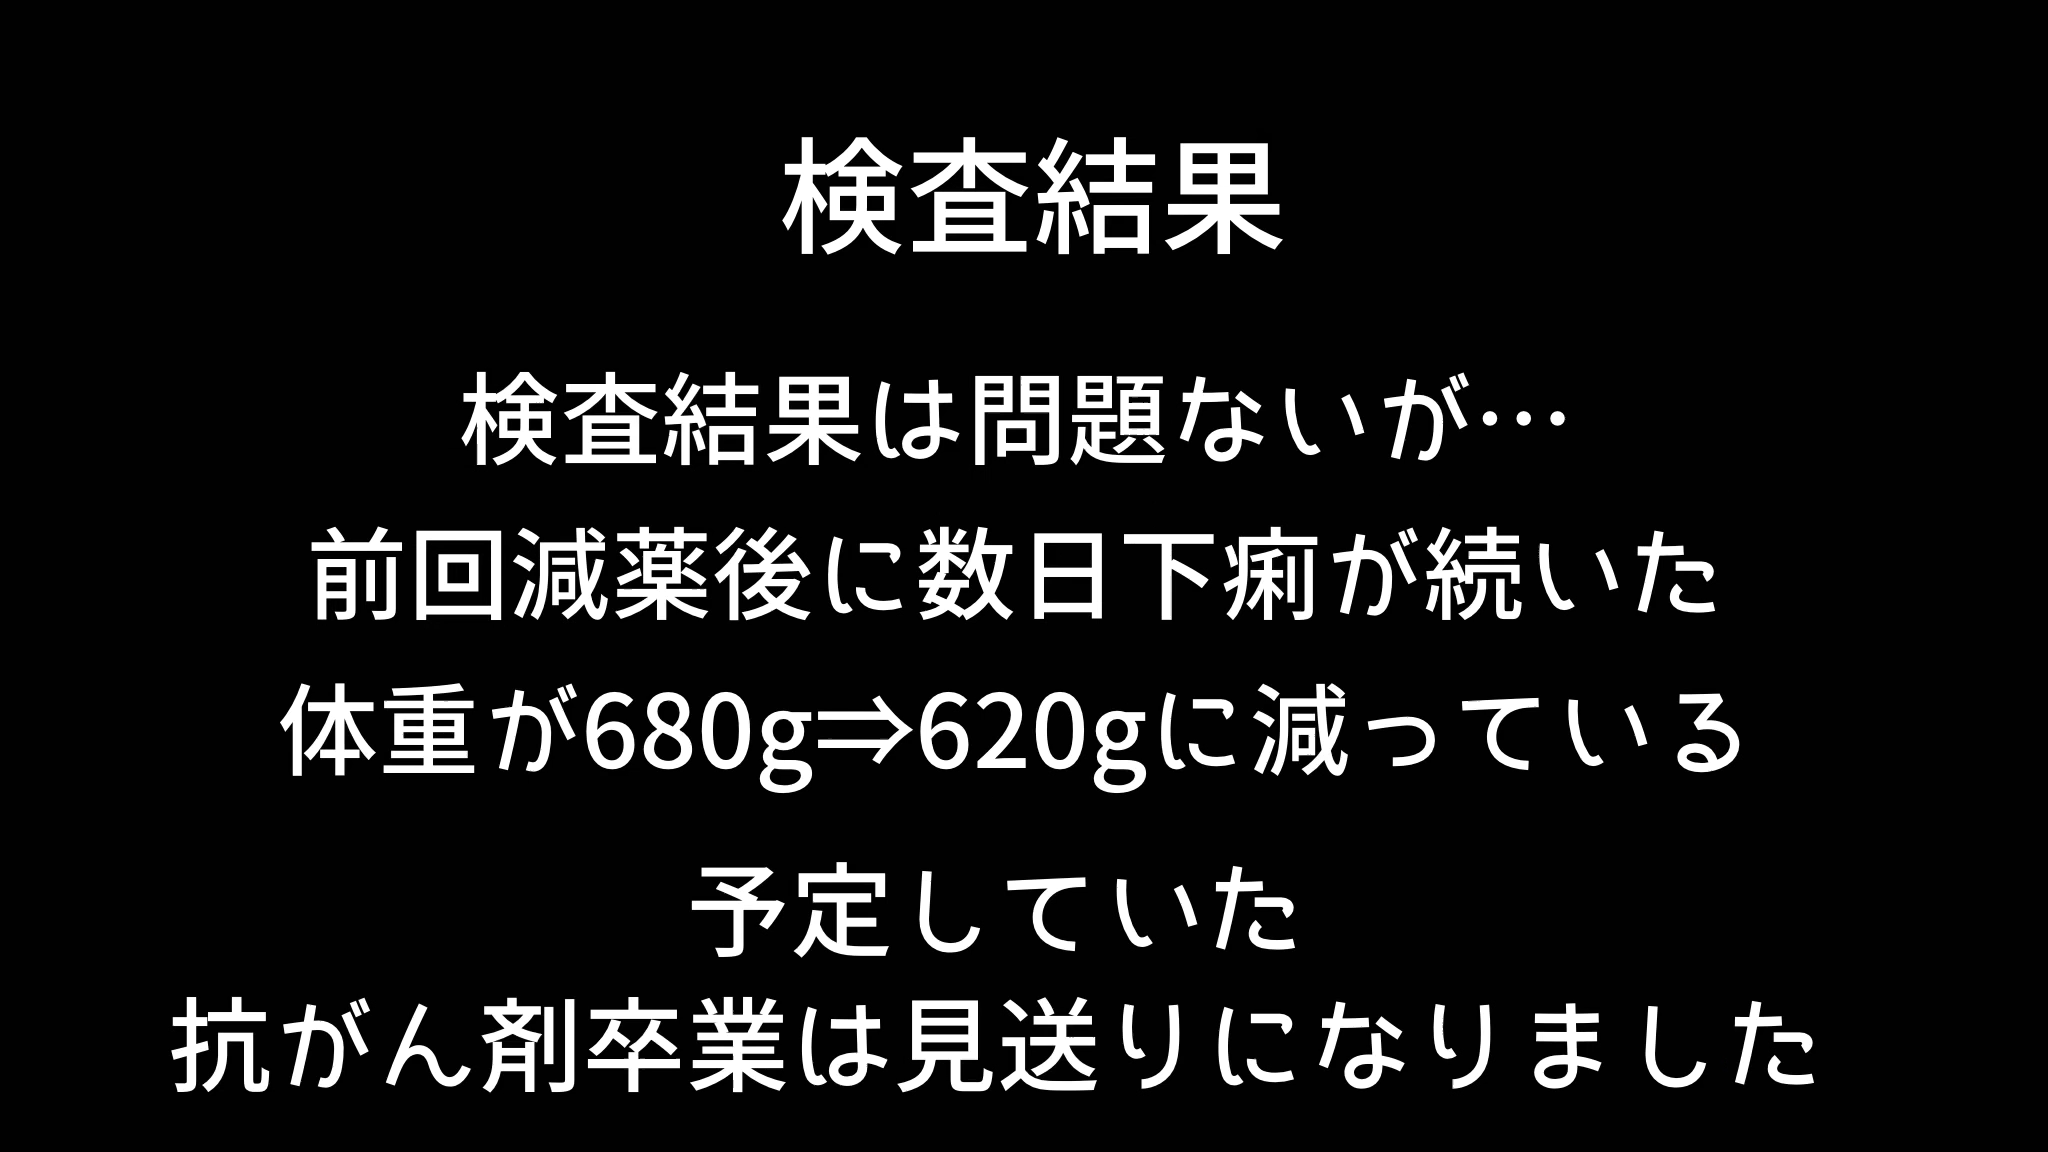 検査結果
検査結果は問題ないが…
前回減薬後に数日下痢が続いた
体重が680g⇒620gに減っている
予定していた
抗がん剤卒業は見送りになりました